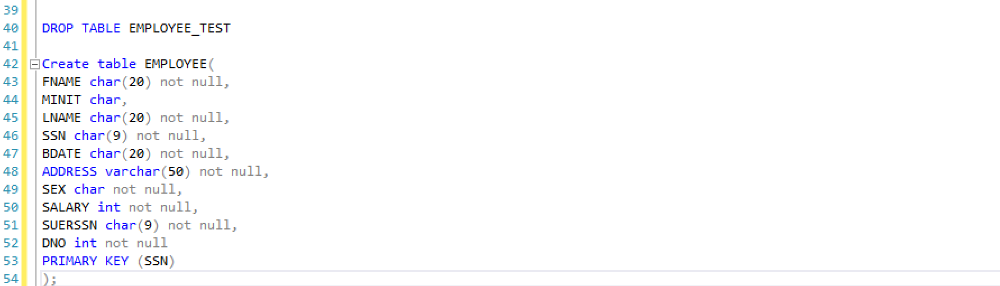 39
40 DROP TABLE EMPLOYEE_TEST
41
42 Create table EMPLOYEE(
43 FNAME char(20) not null,
44 MINIT char,
45 LNAME char(20) not null,
46 SSN char(9) not null,
47 BDATE char(20) not null,
48 ADDRESS varchar(50) not null,
49 SEX char not null,
50 SALARY int not null,
51 SUERSSN char(9) not null,
52 DNO int not null
53 PRIMARY KEY (SSN)
54 );